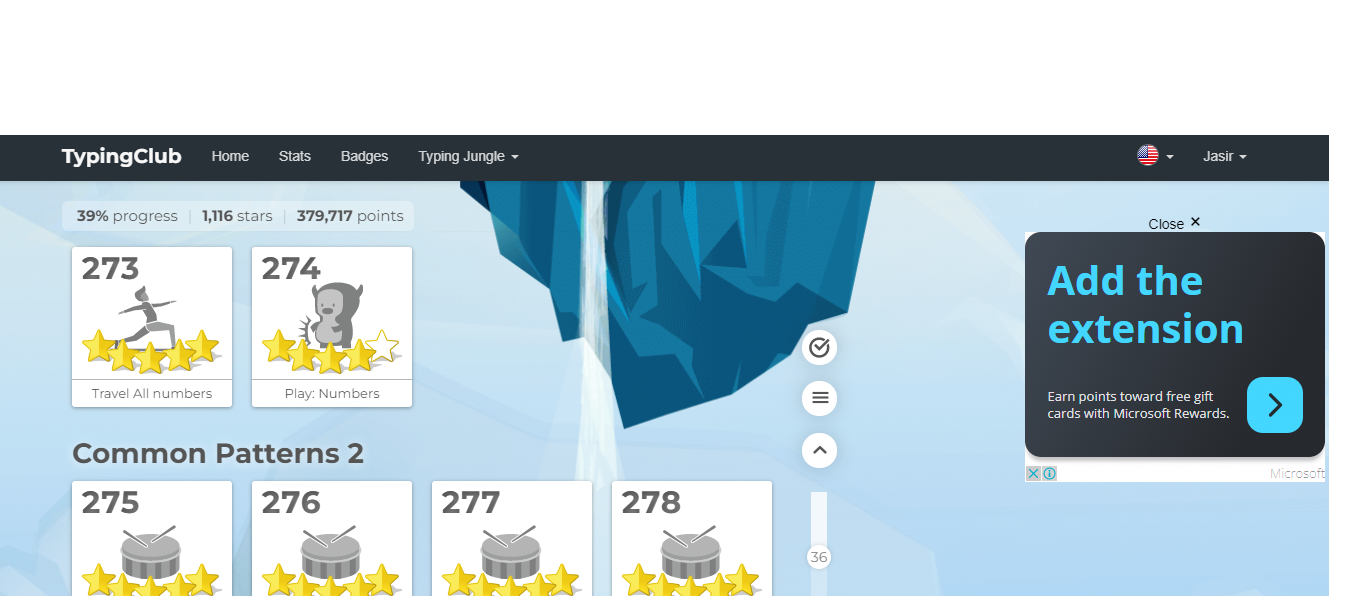 TypingClub Home Stats Badges Typing Jungle Jasir
39% progress | 1,116 stars | 379,717 points
Close ×
273 274
Travel All numbers Play: Numbers
Add the
extension
Earn points toward free gift
cards with Microsoft Rewards.
Microsoft
Common Patterns 2
275 276 277 278
36